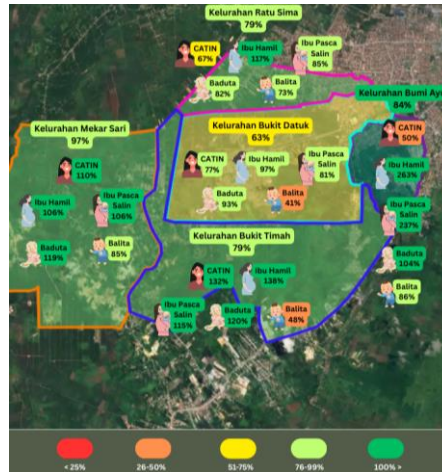 Kelurahan Ratu Sima
79%
CATIN
67%
Ibu Hamil
117%
Ibu Pasca
Salin
85%
Baduta
82%
Balita
73%
Kelurahan Bumi Ayu
84%
CATIN
50%
Ibu Hamil
263%
Ibu Pasca
Salin
237%
Baduta
104%
Balita
86%
Kelurahan Mekar Sari
97%
CATIN
110%
Ibu Hamil
106%
Ibu Pasca
Salin
106%
Baduta
119%
Balita
85%
Kelurahan Bukit Datuk
63%
CATIN
77%
Ibu Hamil
97%
Ibu Pasca
Salin
81%
Baduta
93%
Balita
41%
Kelurahan Bukit Timah
79%
CATIN
132%
Ibu Hamil
138%
Ibu Pasca
Salin
115%
Baduta
120%
Balita
48%
< 25%
26-50%
51-75%
76-99%
100% >